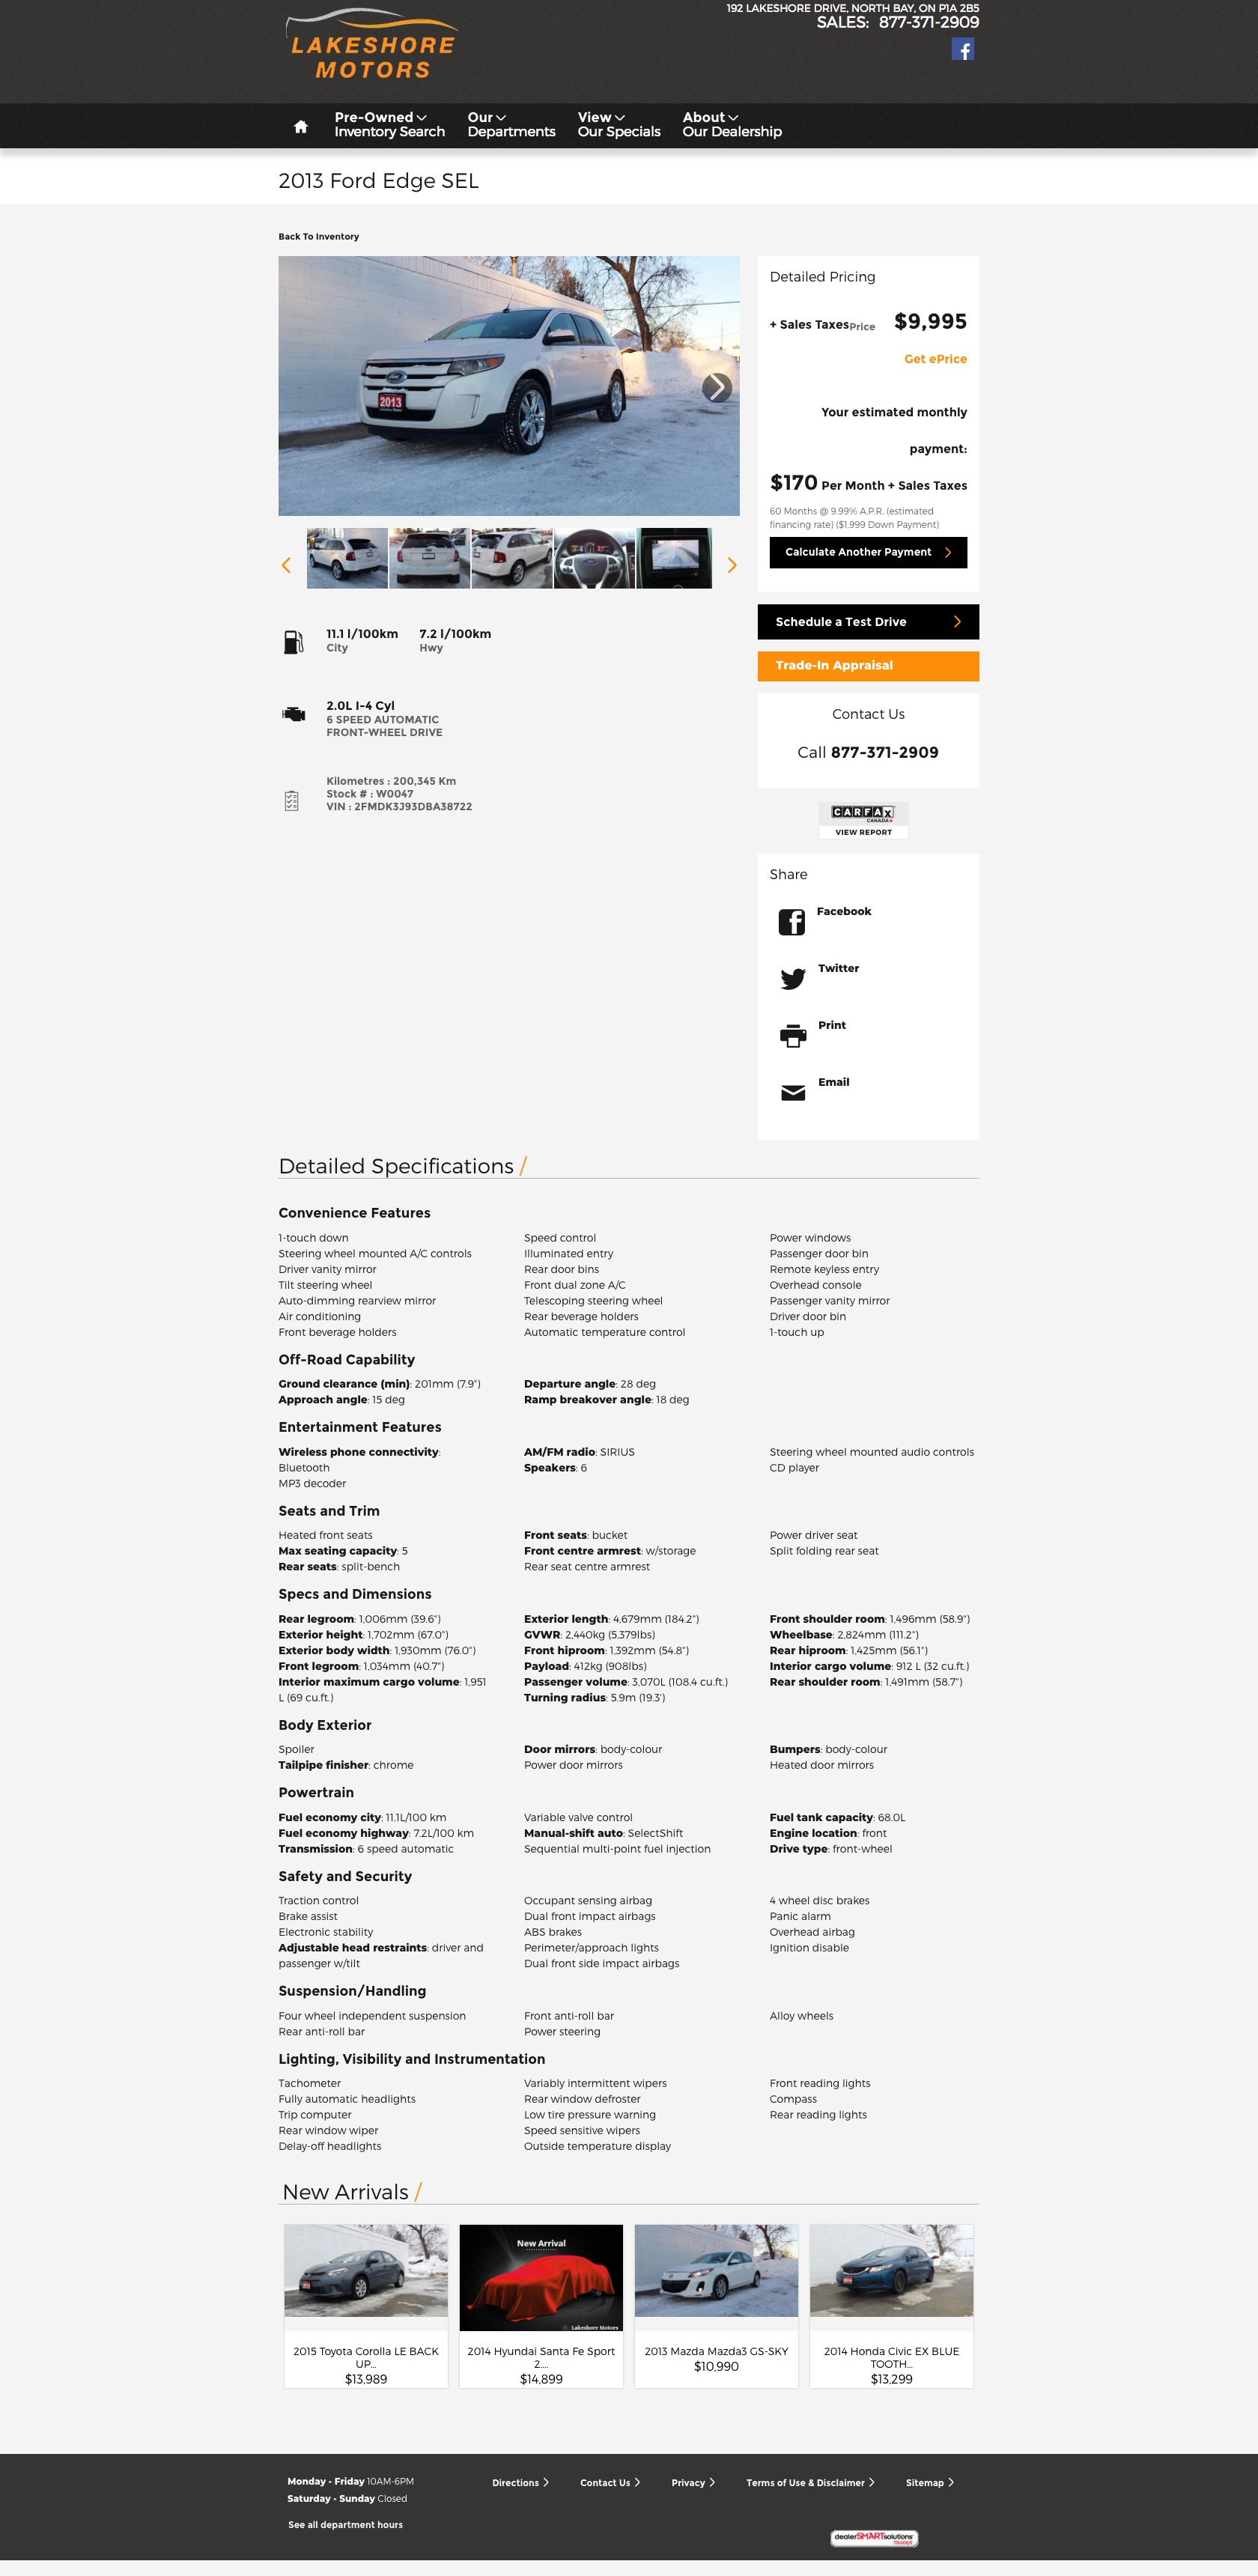 LAKESHORE
MOTORS
192 LAKESHORE DRIVE, NORTH BAY, ON P1A 2B5
SALES: 877-371-2909
Pre-Owned
Inventory Search
Our
Departments
View
Our Specials
About
Our Dealership
2013 Ford Edge SEL
Back To Inventory
2013
Detailed Pricing
+ Sales Taxes Price $9,995
Get ePrice
Your estimated monthly
payment:
$170 Per Month + Sales Taxes
60 Months @ 9.99% A.P.R. (estimated
financing rate) ($1,999 Down Payment)
Calculate Another Payment
Schedule a Test Drive
Trade-In Appraisal
Contact Us
Call 877-371-2909
CARFAX
CANADA
VIEW REPORT
Share
Facebook
Twitter
Print
Email
11.1 l/100km 7.2 l/100km
City Hwy
2.0L I-4 Cyl
6 SPEED AUTOMATIC
FRONT-WHEEL DRIVE
Kilometres : 200,345 Km
Stock # : W0047
VIN : 2FMDK3J93DBA38722
Detailed Specifications /
Convenience Features
1-touch down Speed control Power windows
Steering wheel mounted A/C controls Illuminated entry Passenger door bin
Driver vanity mirror Rear door bins Remote keyless entry
Tilt steering wheel Front dual zone A/C Overhead console
Auto-dimming rearview mirror Telescoping steering wheel Passenger vanity mirror
Air conditioning Rear beverage holders Driver door bin
Front beverage holders Automatic temperature control 1-touch up
Off-Road Capability
Ground clearance (min): 201mm (7.9") Departure angle: 28 deg
Approach angle: 15 deg Ramp breakover angle: 18 deg
Entertainment Features
Wireless phone connectivity: AM/FM radio: SIRIUS Steering wheel mounted audio controls
Bluetooth Speakers: 6 CD player
MP3 decoder
Seats and Trim
Heated front seats Front seats: bucket Power driver seat
Max seating capacity: 5 Front centre armrest: w/storage Split folding rear seat
Rear seats: split-bench Rear seat centre armrest
Specs and Dimensions
Rear legroom: 1,006mm (39.6") Exterior length: 4,679mm (184.2") Front shoulder room: 1,496mm (58.9")
Exterior height: 1,702mm (67.0") GVWR: 2,440kg (5,379lbs) Wheelbase: 2,824mm (111.2")
Exterior body width: 1,930mm (76.0") Front hiproom: 1,392mm (54.8") Rear hiproom: 1,425mm (56.1")
Front legroom: 1,034mm (40.7") Payload: 412kg (908lbs) Interior cargo volume: 912 L (32 cu.ft.)
Interior maximum cargo volume: 1,951 Passenger volume: 3,070L (108.4 cu.ft.) Rear shoulder room: 1,491mm (58.7")
L (69 cu.ft.) Turning radius: 5.9m (19.3')
Body Exterior
Spoiler Door mirrors: body-colour Bumpers: body-colour
Tailpipe finisher: chrome Power door mirrors Heated door mirrors
Powertrain
Fuel economy city: 11.1L/100 km Variable valve control Fuel tank capacity: 68.0L
Fuel economy highway: 7.2L/100 km Manual-shift auto: SelectShift Engine location: front
Transmission: 6 speed automatic Sequential multi-point fuel injection Drive type: front-wheel
Safety and Security
Traction control Occupant sensing airbag 4 wheel disc brakes
Brake assist Dual front impact airbags Panic alarm
Electronic stability ABS brakes Overhead airbag
Adjustable head restraints: driver and Perimeter/approach lights Ignition disable
passenger w/tilt Dual front side impact airbags
Suspension/Handling
Four wheel independent suspension Front anti-roll bar Alloy wheels
Rear anti-roll bar Power steering
Lighting, Visibility and Instrumentation
Tachometer Variably intermittent wipers Front reading lights
Fully automatic headlights Rear window defroster Compass
Trip computer Low tire pressure warning Rear reading lights
Rear window wiper Speed sensitive wipers
Delay-off headlights Outside temperature display
New Arrivals /
New Arrival
Lakeshore Motors
2015 Toyota Corolla LE BACK
UP...
$13,989
2014 Hyundai Santa Fe Sport
2....
$14,899
2013 Mazda Mazda3 GS-SKY
$10,990
2014 Honda Civic EX BLUE
TOOTH...
$13,299
Monday - Friday 10AM-6PM
Saturday - Sunday Closed
See all department hours
Directions Contact Us Privacy Terms of Use & Disclaimer Sitemap
dealerSMARTsolutions
TRADER